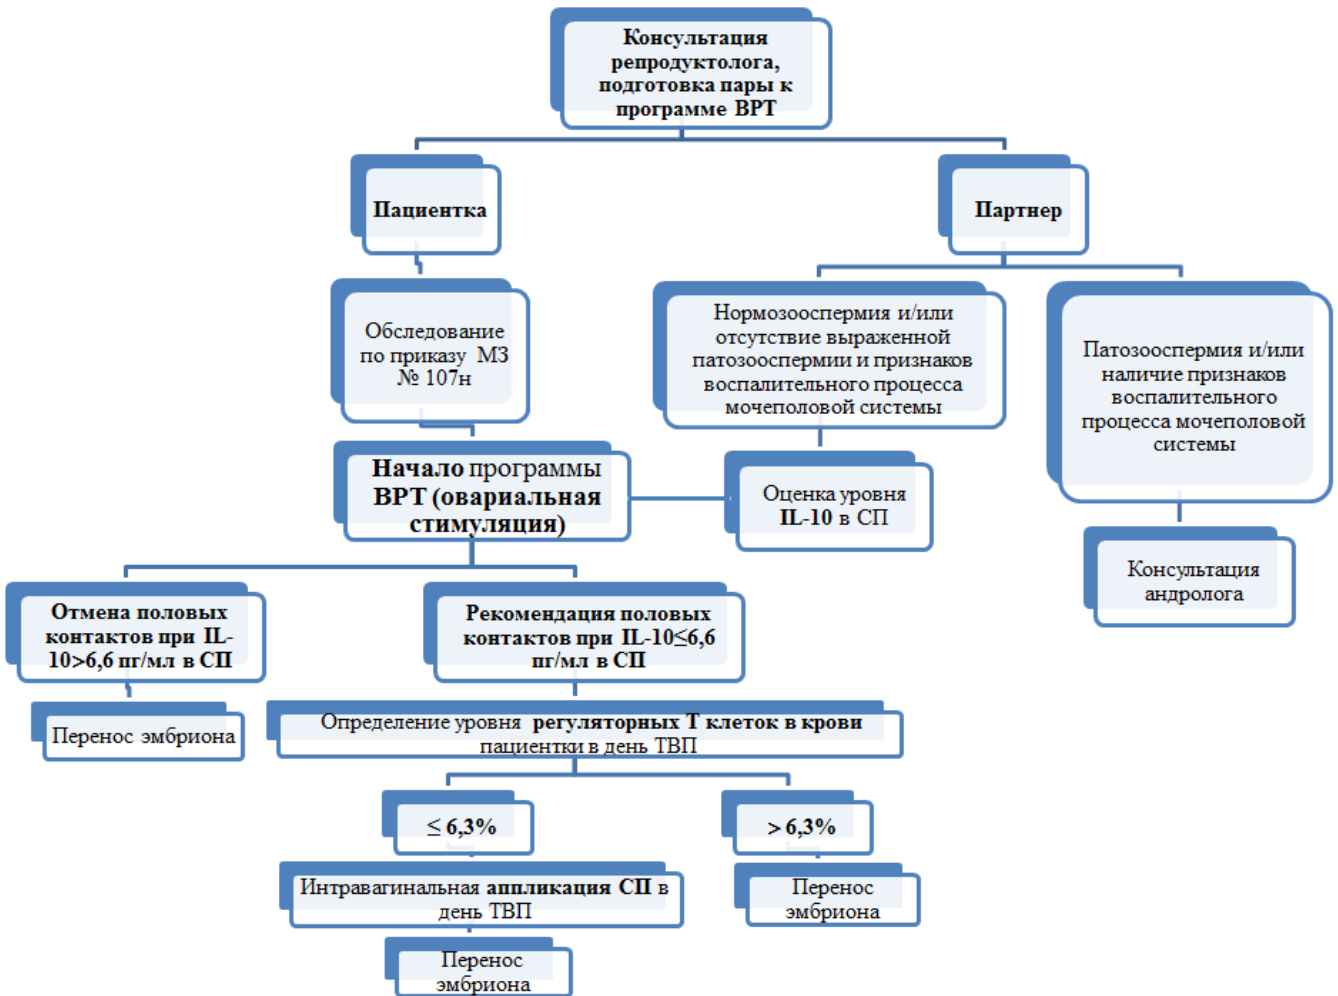 Консультация
репродуктолога,
подготовка пары к
программе ВРТ
Пациентка
Партнер
Обследование
по приказу МЗ
№ 107н
Нормозооспермия и/или
отсутствие выраженной
патозооспермии и признаков
воспалительного процесса
мочеполовой системы
Патозооспермия и/или
наличие признаков
воспалительного
процесса мочеполовой
системы
Начало программы
ВРТ (овариальная
стимуляция)
Оценка уровня
IL-10 в СП
Консультация
андролога
Отмена половых
контактов при IL-
10>6,6 пг/мл в СП
Рекомендация половых
контактов при IL-10≤6,6
пг/мл в СП
Перенос эмбриона
Определение уровня регуляторных Т клеток в крови
пациентки в день ТВП
≤ 6,3%
> 6,3%
Интравагинальная аппликация СП в
день ТВП
Перенос
эмбриона
Перенос
эмбриона